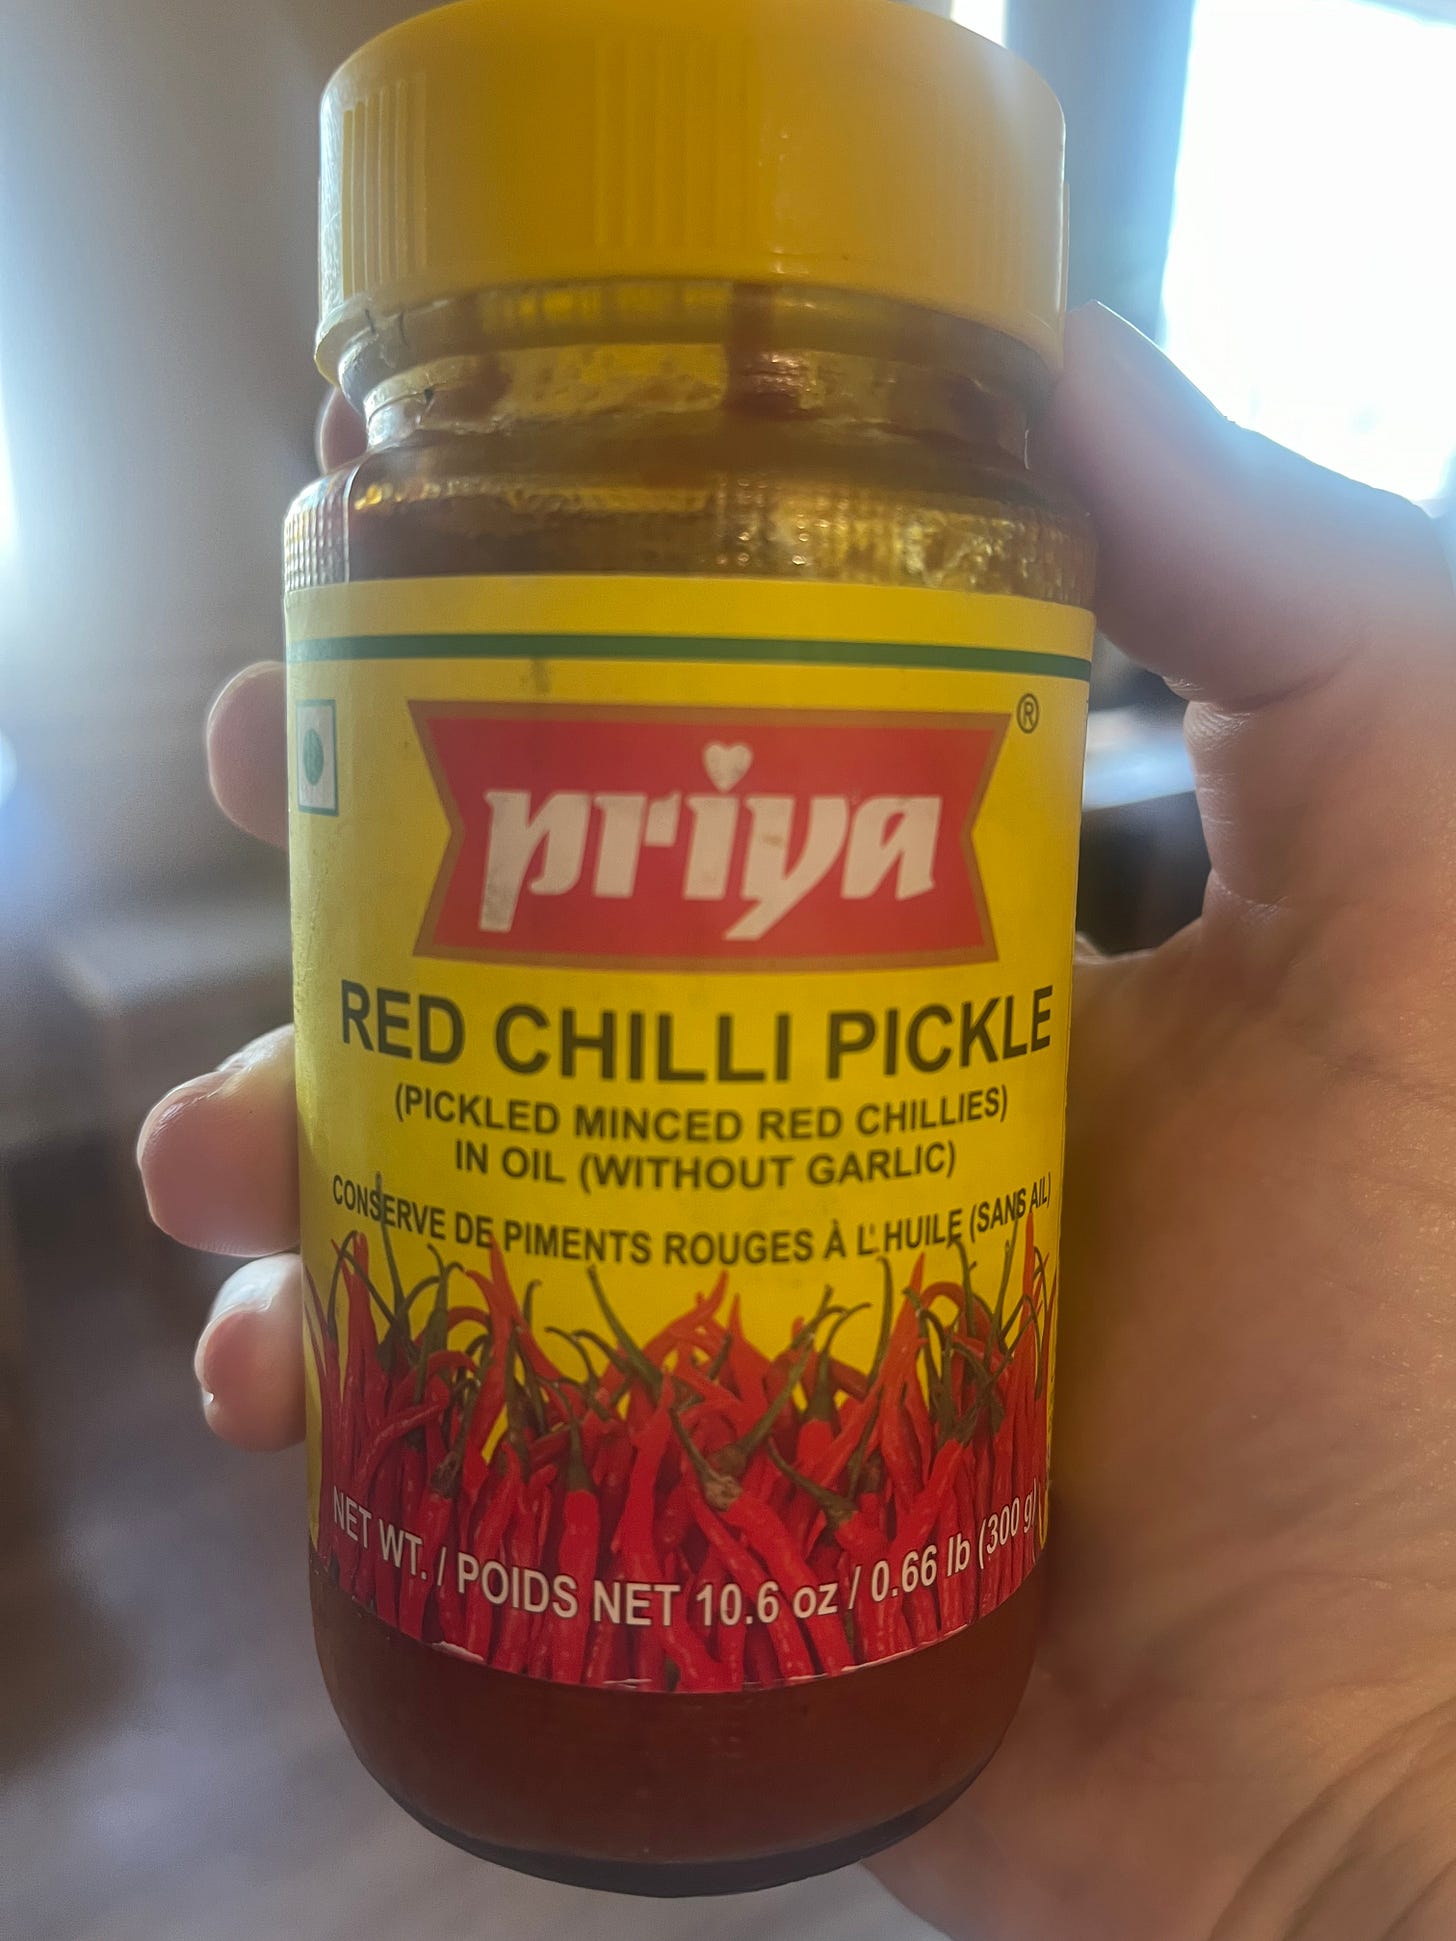 priya®
RED CHILLI PICKLE
(PICKLED MINCED RED CHILLIES)
IN OIL (WITHOUT GARLIC)
CONSERVE DE PIMENTS ROUGES À L'HUILE (SANS AIL)
NET WT. / POIDS NET 10.6 oz / 0.66 lb (300 g)